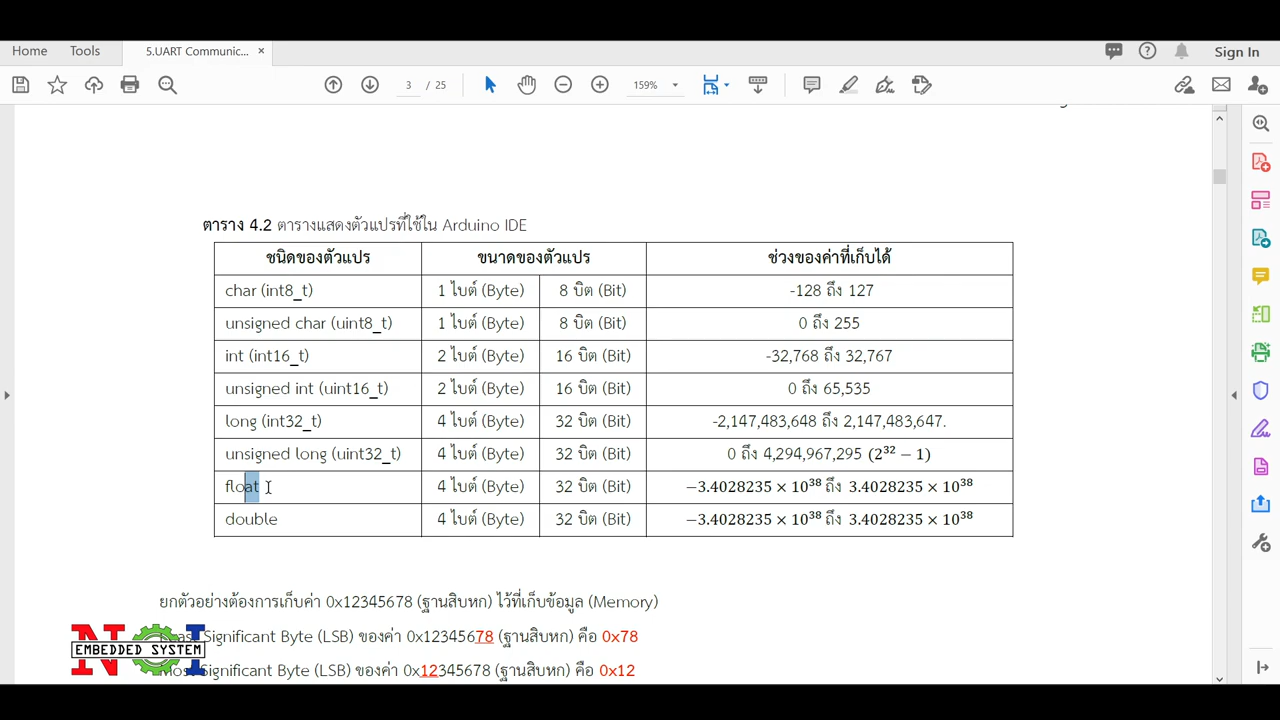 Home Tools 5.UART Communic... × Sign In
3 / 25 159%
ตาราง 4.2 ตารางแสดงตัวแปรที่ใช้ใน Arduino IDE
ชนิดของตัวแปร ขนาดของตัวแปร ช่วงของค่าที่เก็บได้
char (int8_t) 1 ไบต์ (Byte) 8 บิต (Bit) -128 ถึง 127
unsigned char (uint8_t) 1 ไบต์ (Byte) 8 บิต (Bit) 0 ถึง 255
int (int16_t) 2 ไบต์ (Byte) 16 บิต (Bit) -32,768 ถึง 32,767
unsigned int (uint16_t) 2 ไบต์ (Byte) 16 บิต (Bit) 0 ถึง 65,535
long (int32_t) 4 ไบต์ (Byte) 32 บิต (Bit) -2,147,483,648 ถึง 2,147,483,647.
unsigned long (uint32_t) 4 ไบต์ (Byte) 32 บิต (Bit) 0 ถึง 4,294,967,295 (2³² − 1)
float 4 ไบต์ (Byte) 32 บิต (Bit) −3.4028235 × 10³⁸ ถึง 3.4028235 × 10³⁸
double 4 ไบต์ (Byte) 32 บิต (Bit) −3.4028235 × 10³⁸ ถึง 3.4028235 × 10³⁸
ยกตัวอย่างต้องการเก็บค่า 0x12345678 (ฐานสิบหก) ไว้ที่เก็บข้อมูล (Memory)
Significant Byte (LSB) ของค่า 0x12345678 (ฐานสิบหก) คือ 0x78
Significant Byte (LSB) ของค่า 0x12345678 (ฐานสิบหก) คือ 0x12
EMBEDDED SYSTEM